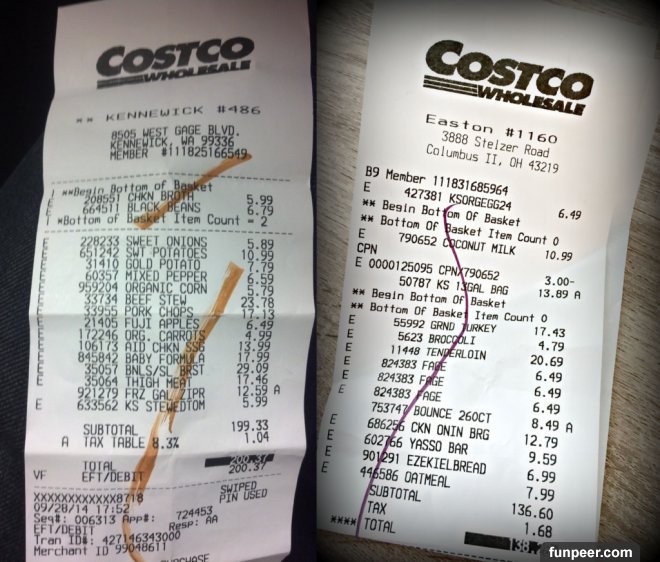 COSTCO
WHOLESALE
** KENNEWICK #486
8505 WEST GAGE BLVD.
KENNEWICK, WA 99336
MEMBER #111825166549
**Begin Bottom of Basket
E 208551 CHKN BROTH 5.99
E 664511 BLACK BEANS 6.79
*Bottom of Basket Item Count = 2
E 228233 SWEET ONIONS 5.89
E 651242 SWT POTATOES 10.99
E 31410 GOLD POTATO 7.79
E 60357 MIXED PEPPER 6.59
E 959204 ORGANIC CORN 5.79
E 33734 BEEF STEW 23.78
E 33955 PORK CHOPS 17.13
E 21405 FUJI APPLES 6.49
E 172246 ORG. CARROTS 4.99
E 106173 SAID CHKN 13.99
E 845842 BABY FORMULA 17.99
E 35057 BNLS/SL BRST 29.09
E 35064 THIGH MEAT 17.46
921279 FRZ GAL ZIPR 12.59 A
E 633562 KS STEWEDTOM 5.99
SUBTOTAL 199.33
A TAX TABLE 8.3% 1.04
TOTAL 200.37
VF EFT/DEBIT 200.37
SWIPED
XXXXXXXXXXXX8718 PIN USED
09/28/14 17:52
Seq#: 006313 App#: 724453
EFT/DEBIT Resp: AA
Tran ID#: 427146343000
Merchant ID 99048611
PURCHASE
COSTCO
WHOLESALE
Easton #1160
3888 Stelzer Road
Columbus II, OH 43219
B9 Member 111831685964
E 427381 KSORGEGG24 6.49
** Begin Bottom Of Basket
** Bottom Of Basket Item Count 0
E 790652 COCONUT MILK 10.99
CPN
E 0000125095 CPN/790652 3.00-
50787 KS 13GAL BAG 13.89 A
** Begin Bottom Of Basket
** Bottom Of Basket Item Count 0
E 55992 GRND TURKEY 17.43
E 5623 BROCCOLI 4.79
E 11448 TENDERLOIN 20.69
E 824383 FAGE 6.49
E 824383 FAGE 6.49
E 824383 FAGE 6.49
753747 BOUNCE 260CT 8.49 A
E 686256 CKN ONIN BRG 12.79
E 602766 YASSO BAR 9.59
E 901291 EZEKIELBREAD 6.99
E 446586 OATMEAL 7.99
SUBTOTAL 136.60
TAX 1.68
**** TOTAL 138.
funpeer.com